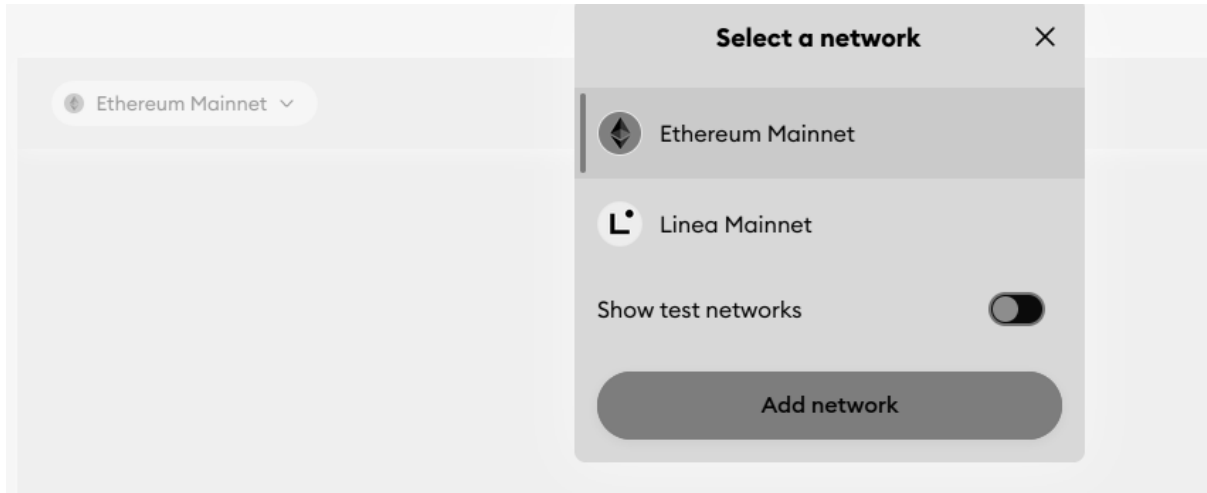 Select a network
Ethereum Mainnet
Ethereum Mainnet
Linea Mainnet
Show test networks
Add network